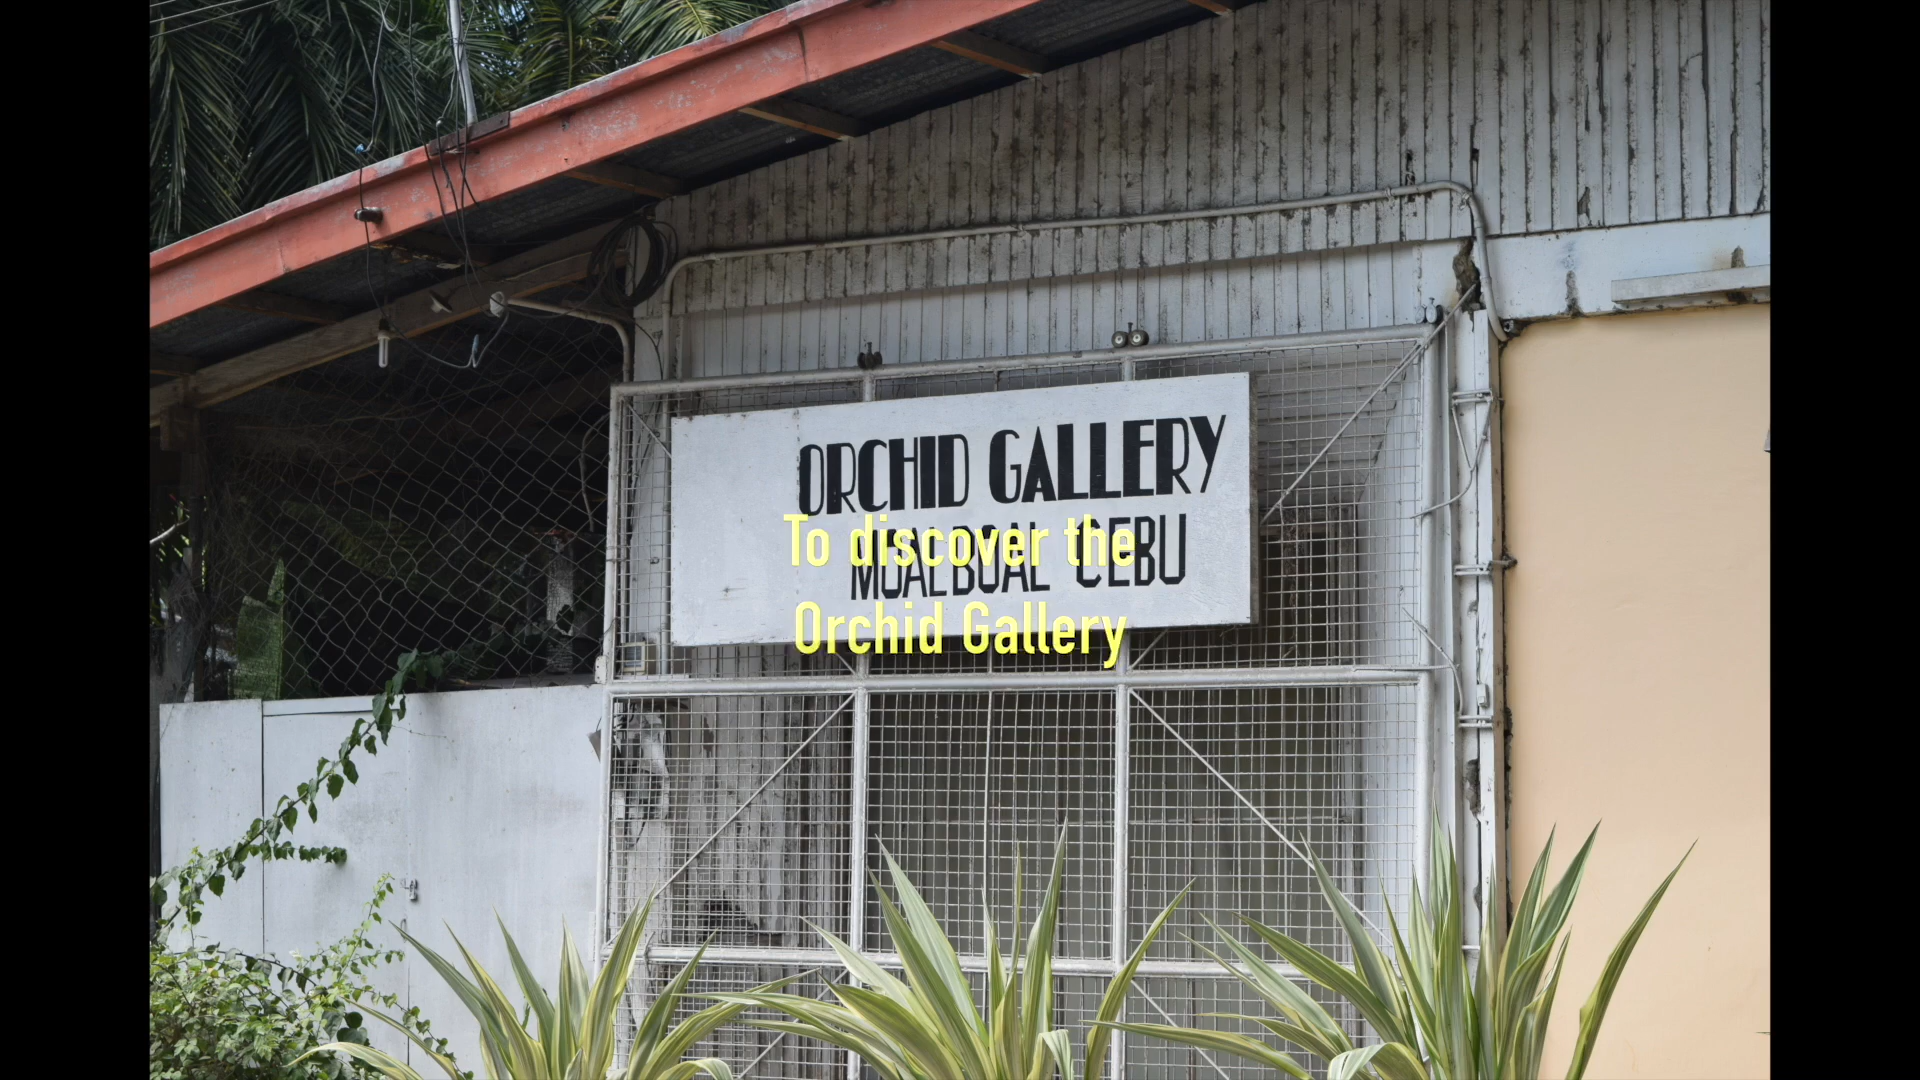 ORCHID GALLERY
MOALBOAL CEBU
To discover the
Orchid Gallery